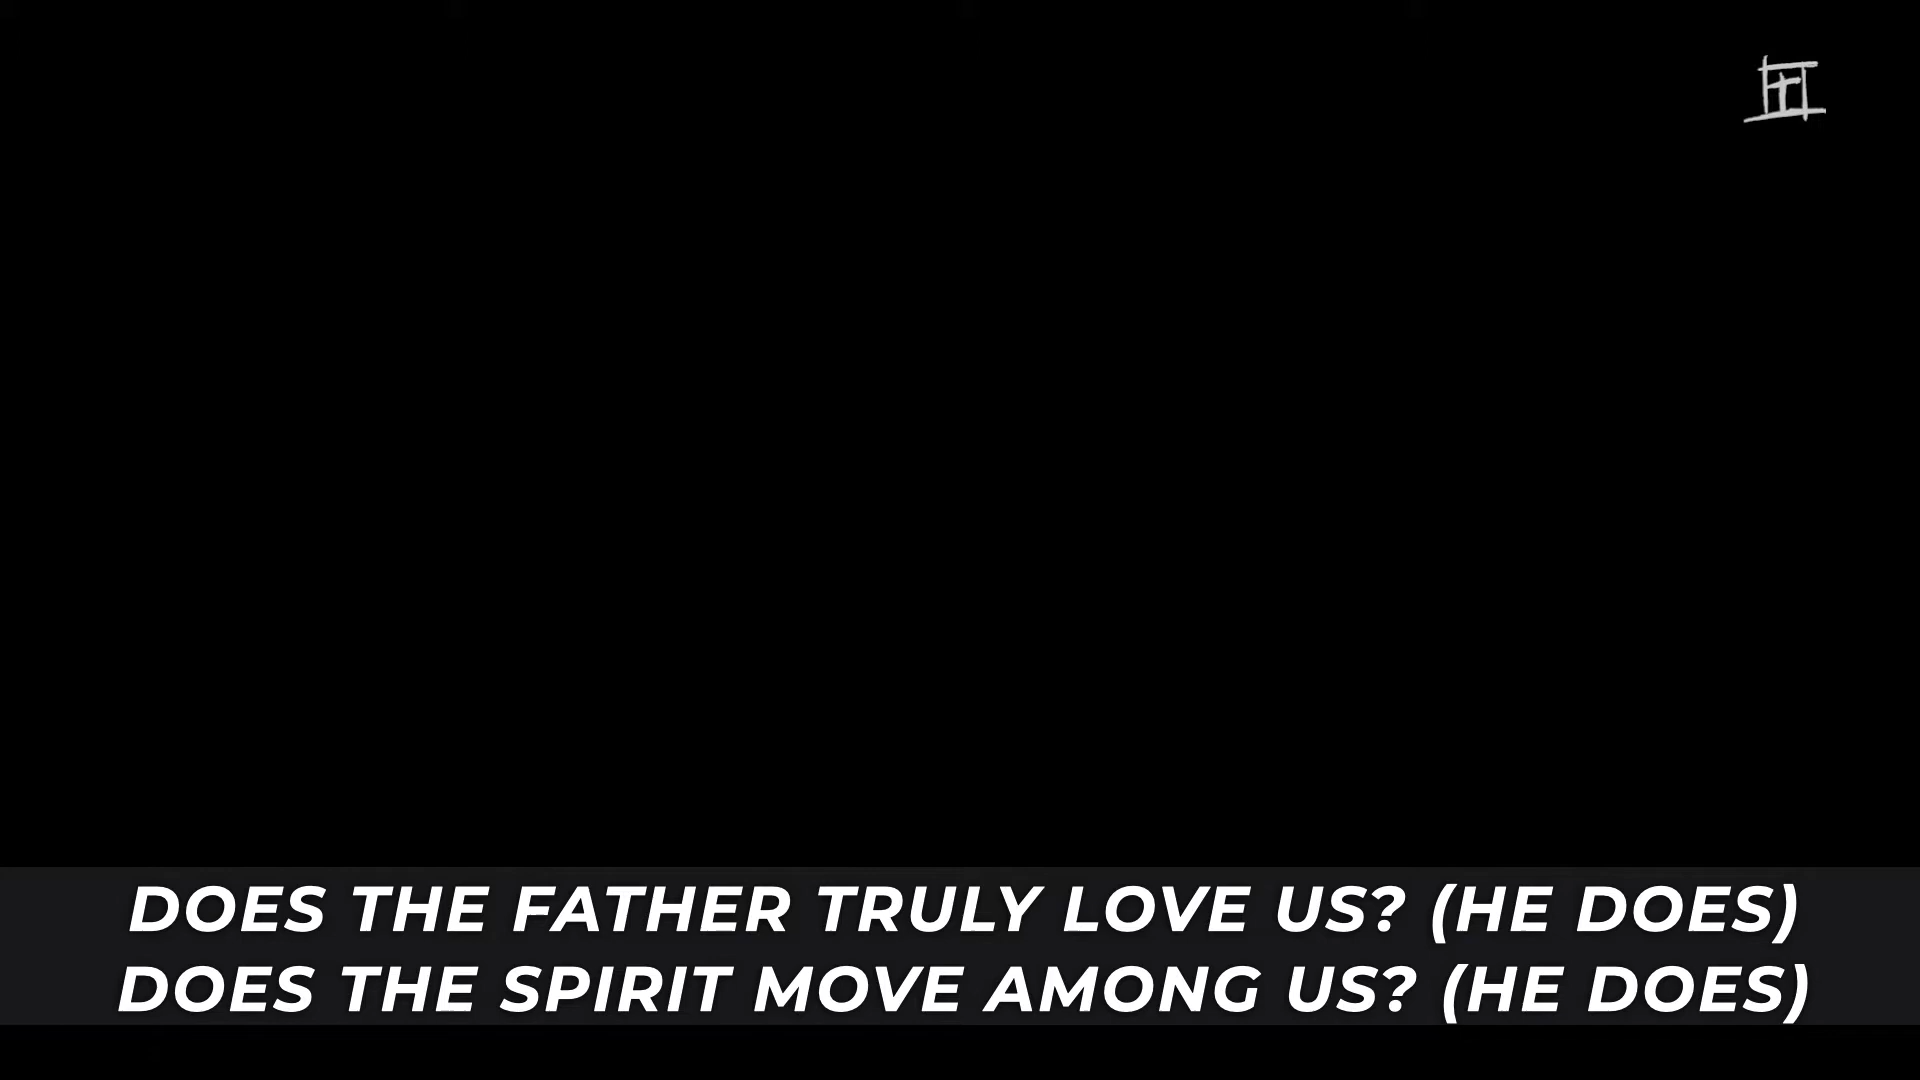 DOES THE FATHER TRULY LOVE US? (HE DOES)
DOES THE SPIRIT MOVE AMONG US? (HE DOES)